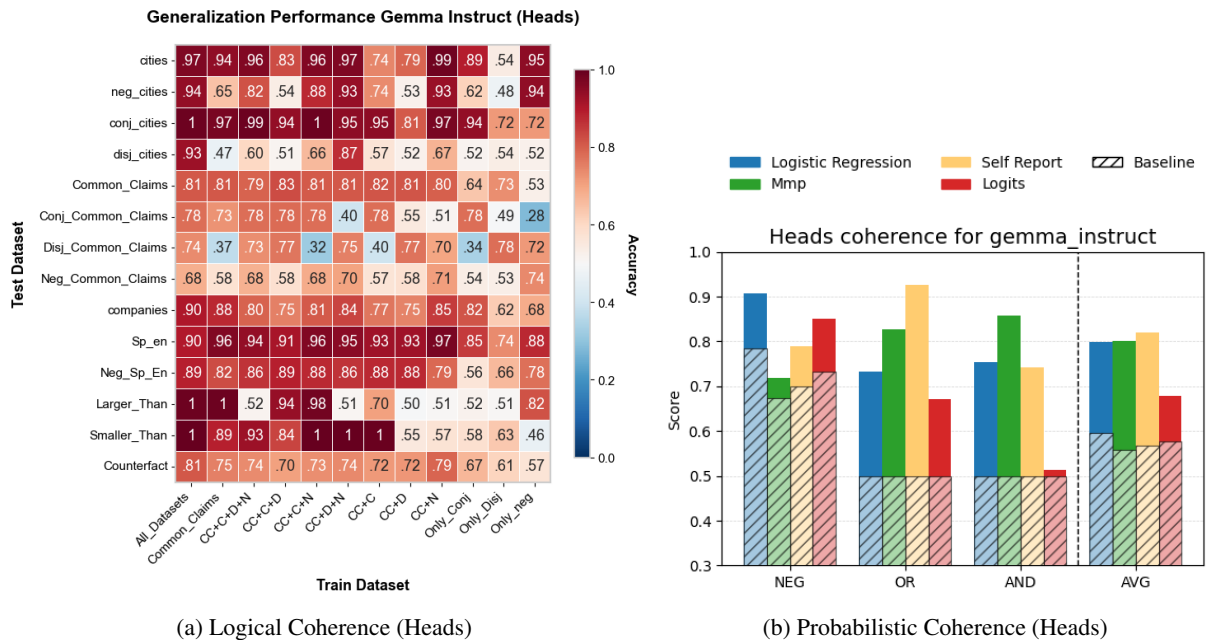 Generalization Performance Gemma Instruct (Heads)
cities .97 .94 .96 .83 .96 .97 .74 .79 .99 .89 .54 .95
neg_cities .94 .65 .82 .54 .88 .93 .74 .53 .93 .62 .48 .94
conj_cities 1 .97 .99 .94 1 .95 .95 .81 .97 .94 .72 .72
disj_cities .93 .47 .60 .51 .66 .87 .57 .52 .67 .52 .54 .52
Common_Claims .81 .81 .79 .83 .81 .81 .82 .81 .80 .64 .73 .53
Conj_Common_Claims .78 .73 .78 .78 .78 .40 .78 .55 .51 .78 .49 .28
Disj_Common_Claims .74 .37 .73 .77 .32 .75 .40 .77 .70 .34 .78 .72
Neg_Common_Claims .68 .58 .68 .58 .68 .70 .57 .58 .71 .54 .53 .74
companies .90 .88 .80 .75 .81 .84 .77 .75 .85 .82 .62 .68
Sp_en .90 .96 .94 .91 .96 .95 .93 .93 .97 .85 .74 .88
Neg_Sp_En .89 .82 .86 .89 .88 .86 .88 .88 .79 .56 .66 .78
Larger_Than 1 1 .52 .94 .98 .51 .70 .50 .51 .52 .51 .82
Smaller_Than 1 .89 .93 .84 1 1 1 .55 .57 .58 .63 .46
Counterfact .81 .75 .74 .70 .73 .74 .72 .72 .79 .67 .61 .57
All_Datasets Common_Claims CC+C+D+N CC+C+D CC+C+N CC+D+N CC+C CC+D CC+N Only_Conj Only_Disj Only_neg
Test Dataset
Train Dataset
1.0
0.8
0.6
0.4
0.2
0.0
Accuracy
(a) Logical Coherence (Heads)
Logistic Regression Self Report Baseline
Mmp Logits
Heads coherence for gemma_instruct
1.0
0.9
0.8
0.7
0.6
0.5
0.4
0.3
Score
NEG OR AND AVG
(b) Probabilistic Coherence (Heads)